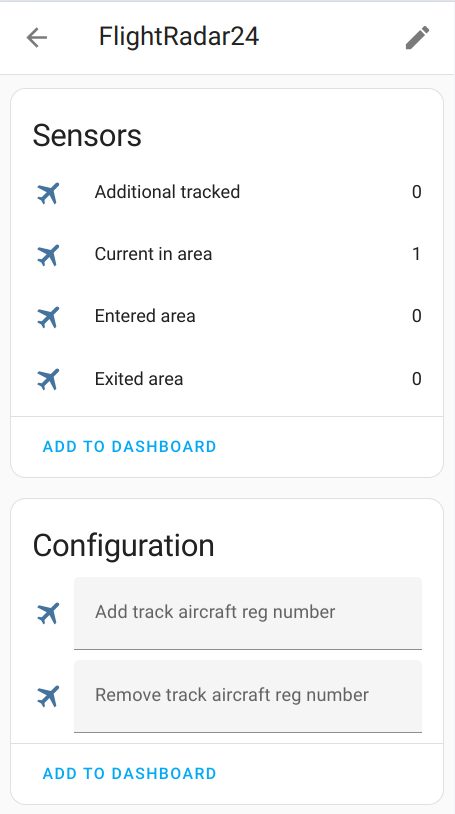 FlightRadar24
Sensors
Additional tracked 0
Current in area 1
Entered area 0
Exited area 0
ADD TO DASHBOARD
Configuration
Add track aircraft reg number
Remove track aircraft reg number
ADD TO DASHBOARD